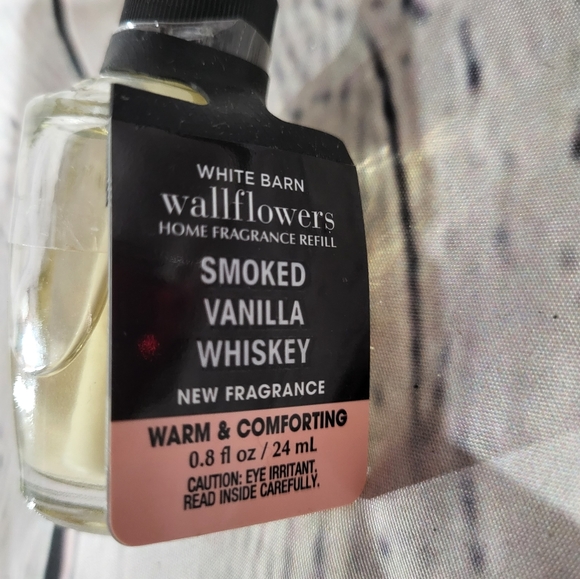 WHITE BARN
wallflowers
HOME FRAGRANCE REFILL
SMOKED
VANILLA
WHISKEY
NEW FRAGRANCE
WARM & COMFORTING
0.8 fl oz / 24 mL
CAUTION: EYE IRRITANT.
READ INSIDE CAREFULLY.